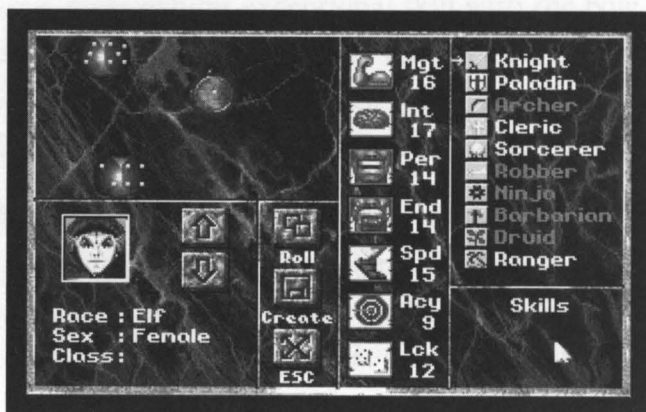 Race : Elf
Sex : Female
Class :
Roll
Create
ESC
Mgt
16
Int
17
Per
14
End
14
Spd
15
Acy
9
Lck
12
Knight
Paladin
Archer
Cleric
Sorcerer
Robber
Ninja
Barbarian
Druid
Ranger
Skills